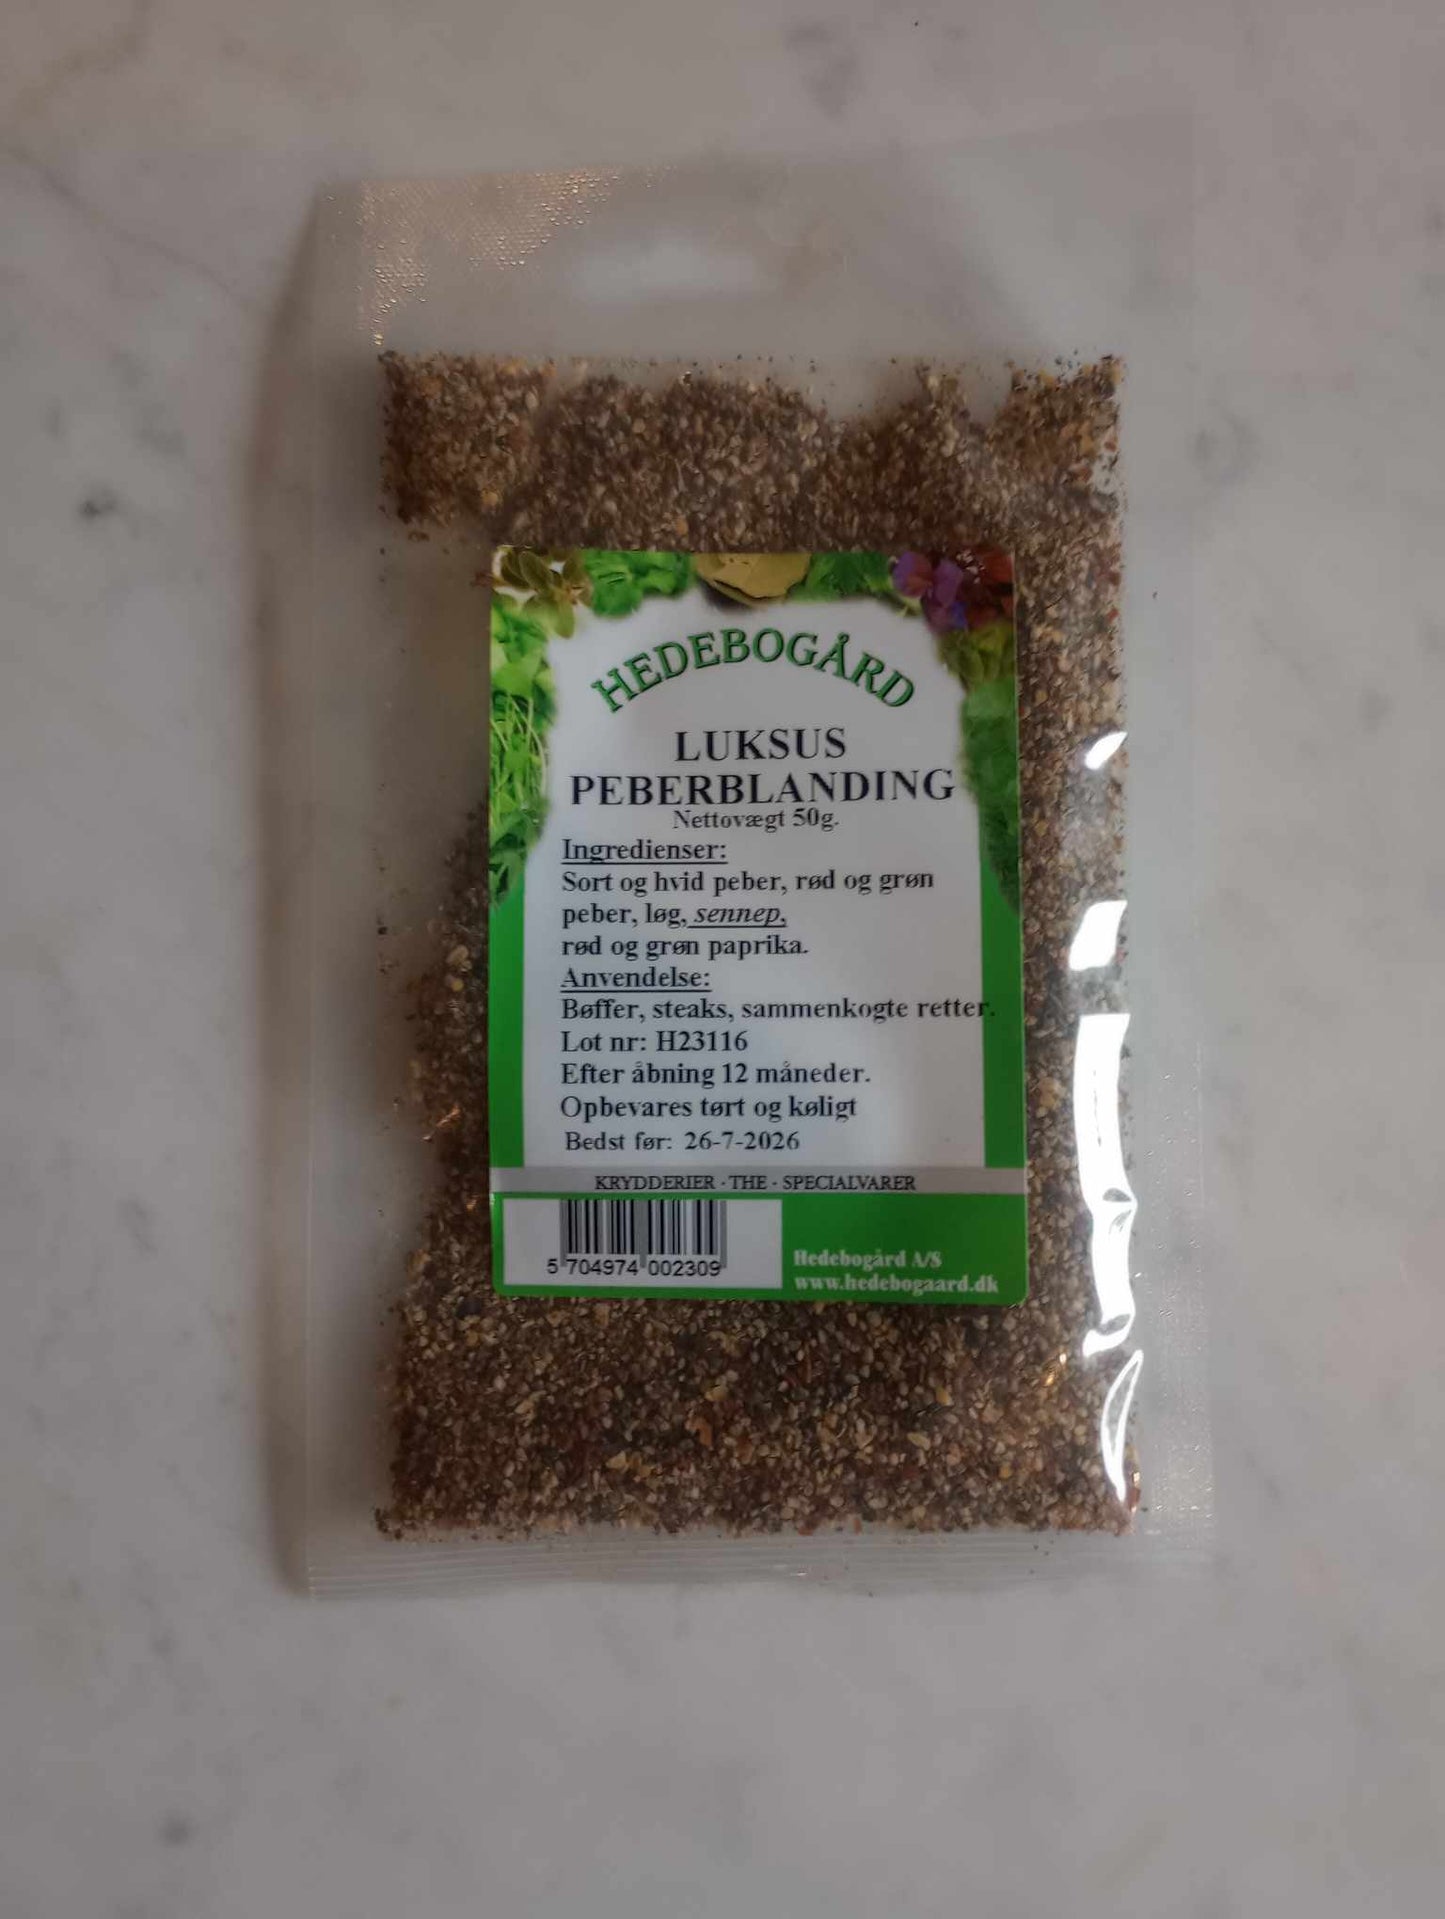 HEDEBOGÅRD
LUKSUS
PEBERBLANDING
Nettovægt 50g.
Ingredienser:
Sort og hvid peber, rød og grøn
peber, løg, sennep,
rød og grøn paprika.
Anvendelse:
Bøffer, steaks, sammenkogte retter.
Lot nr: H23116
Efter åbning 12 måneder.
Opbevares tørt og køligt
Bedst før: 26-7-2026
KRYDDERIER · THE · SPECIALVARER
5 704974 002309
Hedebogård A/S
www.hedebogaard.dk